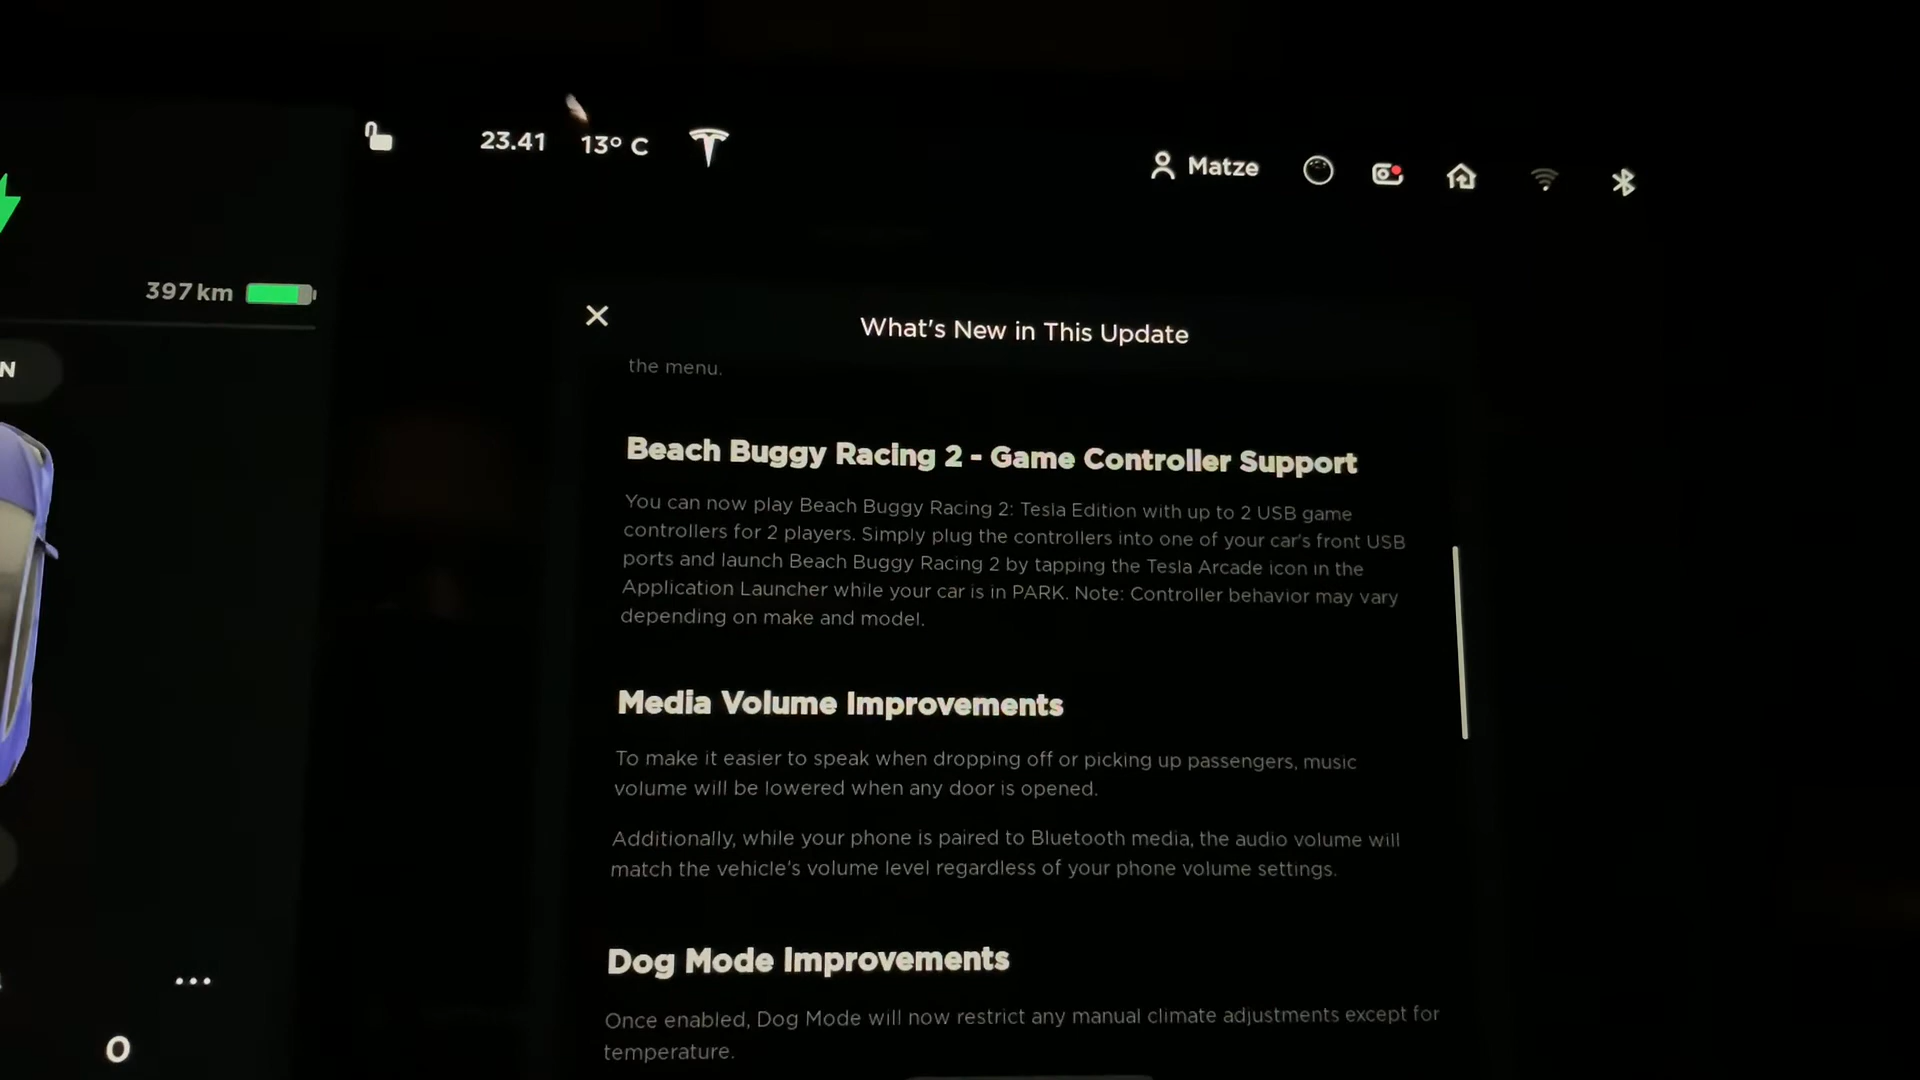 23.41 13° C
Matze
397 km
N
What's New in This Update
the menu.
Beach Buggy Racing 2 - Game Controller Support
You can now play Beach Buggy Racing 2: Tesla Edition with up to 2 USB game
controllers for 2 players. Simply plug the controllers into one of your car's front USB
ports and launch Beach Buggy Racing 2 by tapping the Tesla Arcade icon in the
Application Launcher while your car is in PARK. Note: Controller behavior may vary
depending on make and model.
Media Volume Improvements
To make it easier to speak when dropping off or picking up passengers, music
volume will be lowered when any door is opened.
Additionally, while your phone is paired to Bluetooth media, the audio volume will
match the vehicle's volume level regardless of your phone volume settings.
Dog Mode Improvements
Once enabled, Dog Mode will now restrict any manual climate adjustments except for
temperature.
...
0